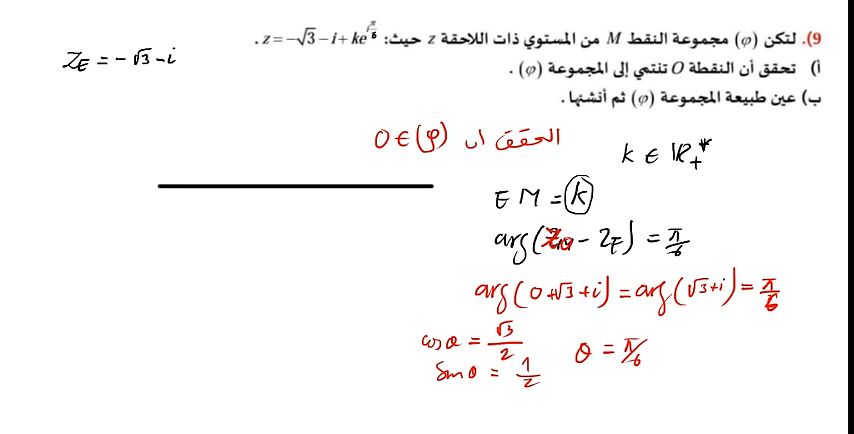 9). لتكن (φ) مجموعة النقط M من المستوي ذات اللاحقة z حيث: z = -√3 - i + ke^{iπ/6} .
أ) تحقق أن النقطة O تنتمي إلى المجموعة (φ) .
ب) عين طبيعة المجموعة (φ) ثم أنشئها .
Z_E = -√3 - i
التحقق ان O ∈ (φ)
k ∈ ℝ₊*
EM = k
arg(Z₀ - Z_E) = π/6
arg(0+√3+i) = arg(√3+i) = π/6
cos θ = √3/2
sin θ = 1/2
θ = π/6